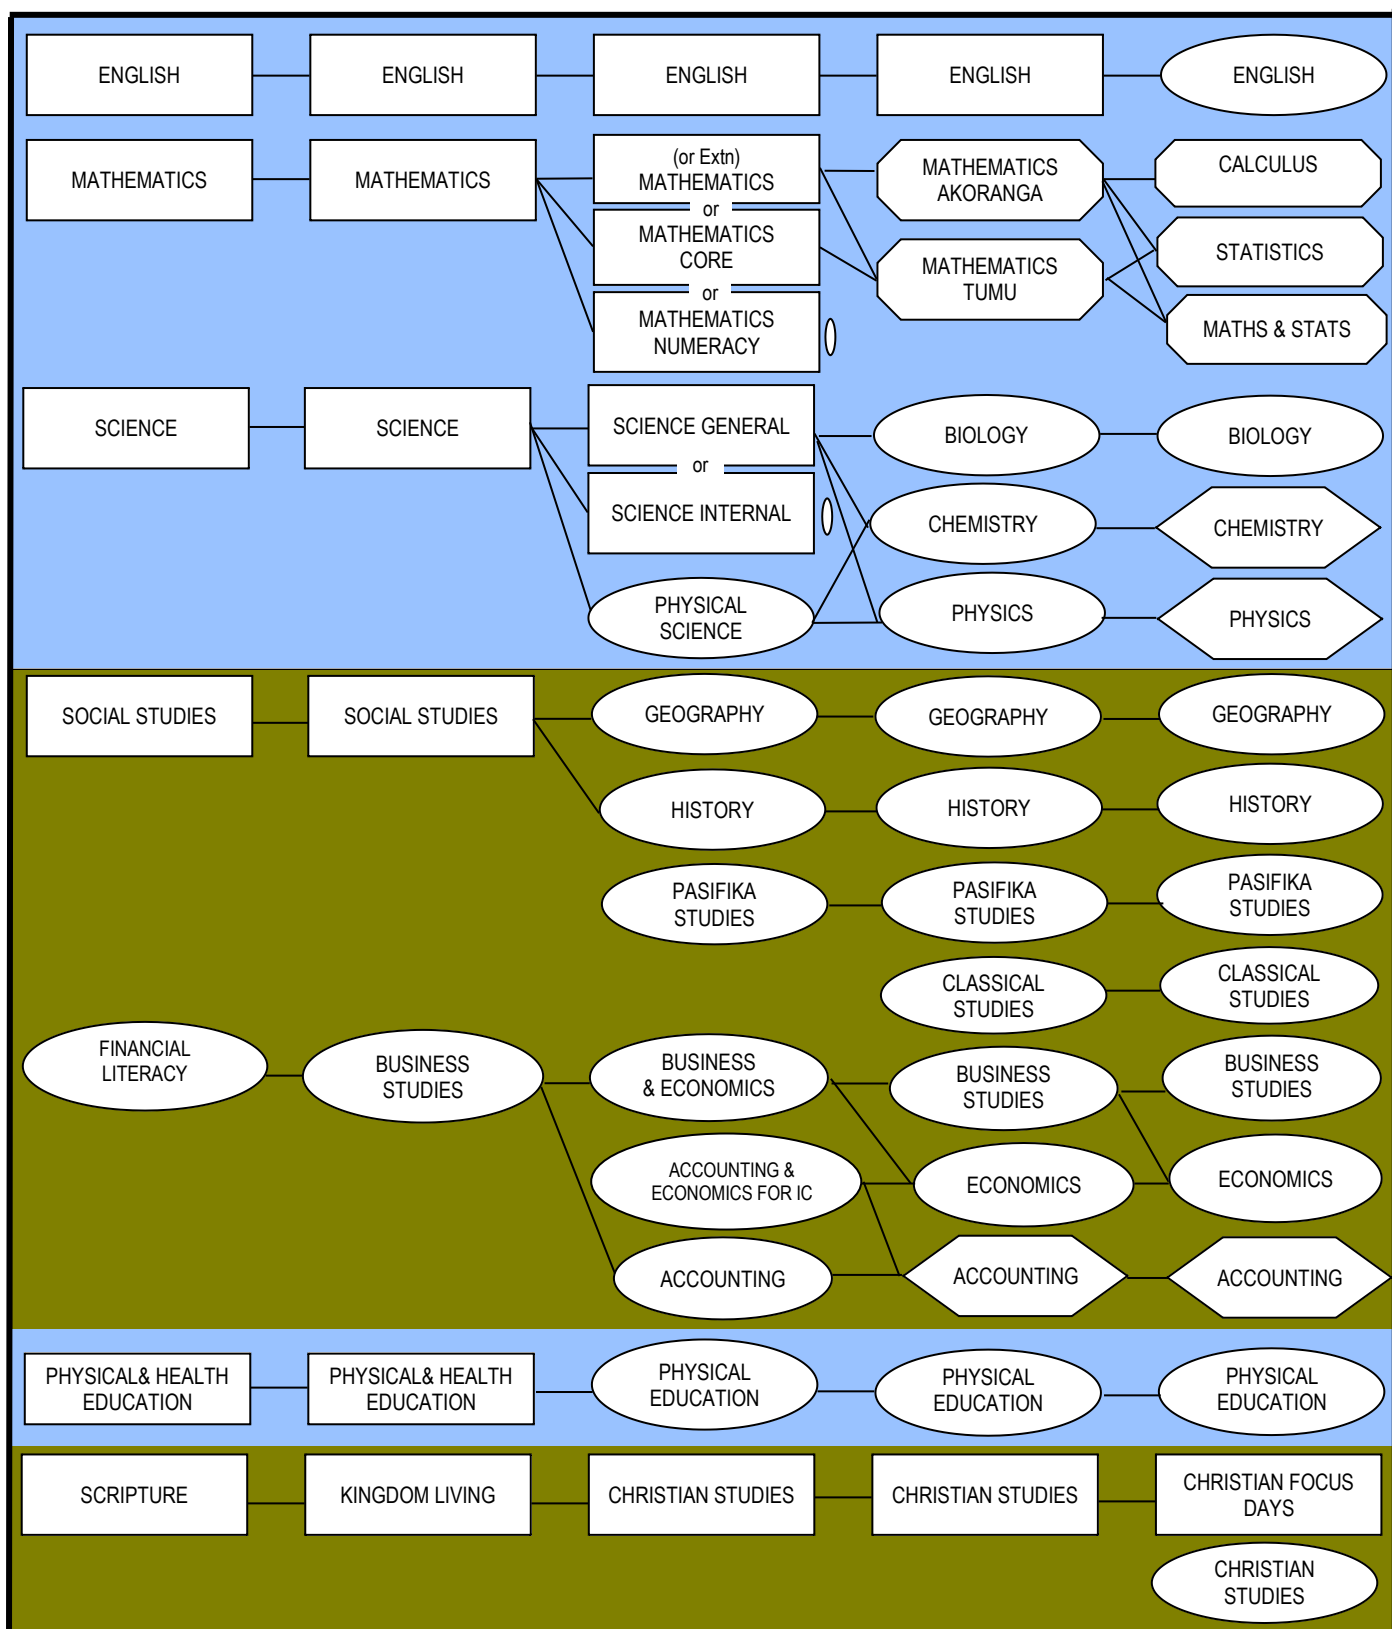 ENGLISH
ENGLISH
ENGLISH
ENGLISH
ENGLISH
MATHEMATICS
MATHEMATICS
(or Extn)
MATHEMATICS
or
MATHEMATICS
CORE
or
MATHEMATICS
NUMERACY
MATHEMATICS
AKORANGA
MATHEMATICS
TUMU
CALCULUS
STATISTICS
MATHS & STATS
SCIENCE
SCIENCE
SCIENCE GENERAL
or
SCIENCE INTERNAL
PHYSICAL
SCIENCE
BIOLOGY
CHEMISTRY
PHYSICS
BIOLOGY
CHEMISTRY
PHYSICS
SOCIAL STUDIES
SOCIAL STUDIES
GEOGRAPHY
GEOGRAPHY
GEOGRAPHY
HISTORY
HISTORY
HISTORY
PASIFIKA
STUDIES
PASIFIKA
STUDIES
PASIFIKA
STUDIES
CLASSICAL
STUDIES
CLASSICAL
STUDIES
FINANCIAL
LITERACY
BUSINESS
STUDIES
BUSINESS
& ECONOMICS
BUSINESS
STUDIES
BUSINESS
STUDIES
ACCOUNTING &
ECONOMICS FOR IC
ECONOMICS
ECONOMICS
ACCOUNTING
ACCOUNTING
ACCOUNTING
PHYSICAL& HEALTH
EDUCATION
PHYSICAL& HEALTH
EDUCATION
PHYSICAL
EDUCATION
PHYSICAL
EDUCATION
PHYSICAL
EDUCATION
SCRIPTURE
KINGDOM LIVING
CHRISTIAN STUDIES
CHRISTIAN STUDIES
CHRISTIAN FOCUS
DAYS
CHRISTIAN
STUDIES